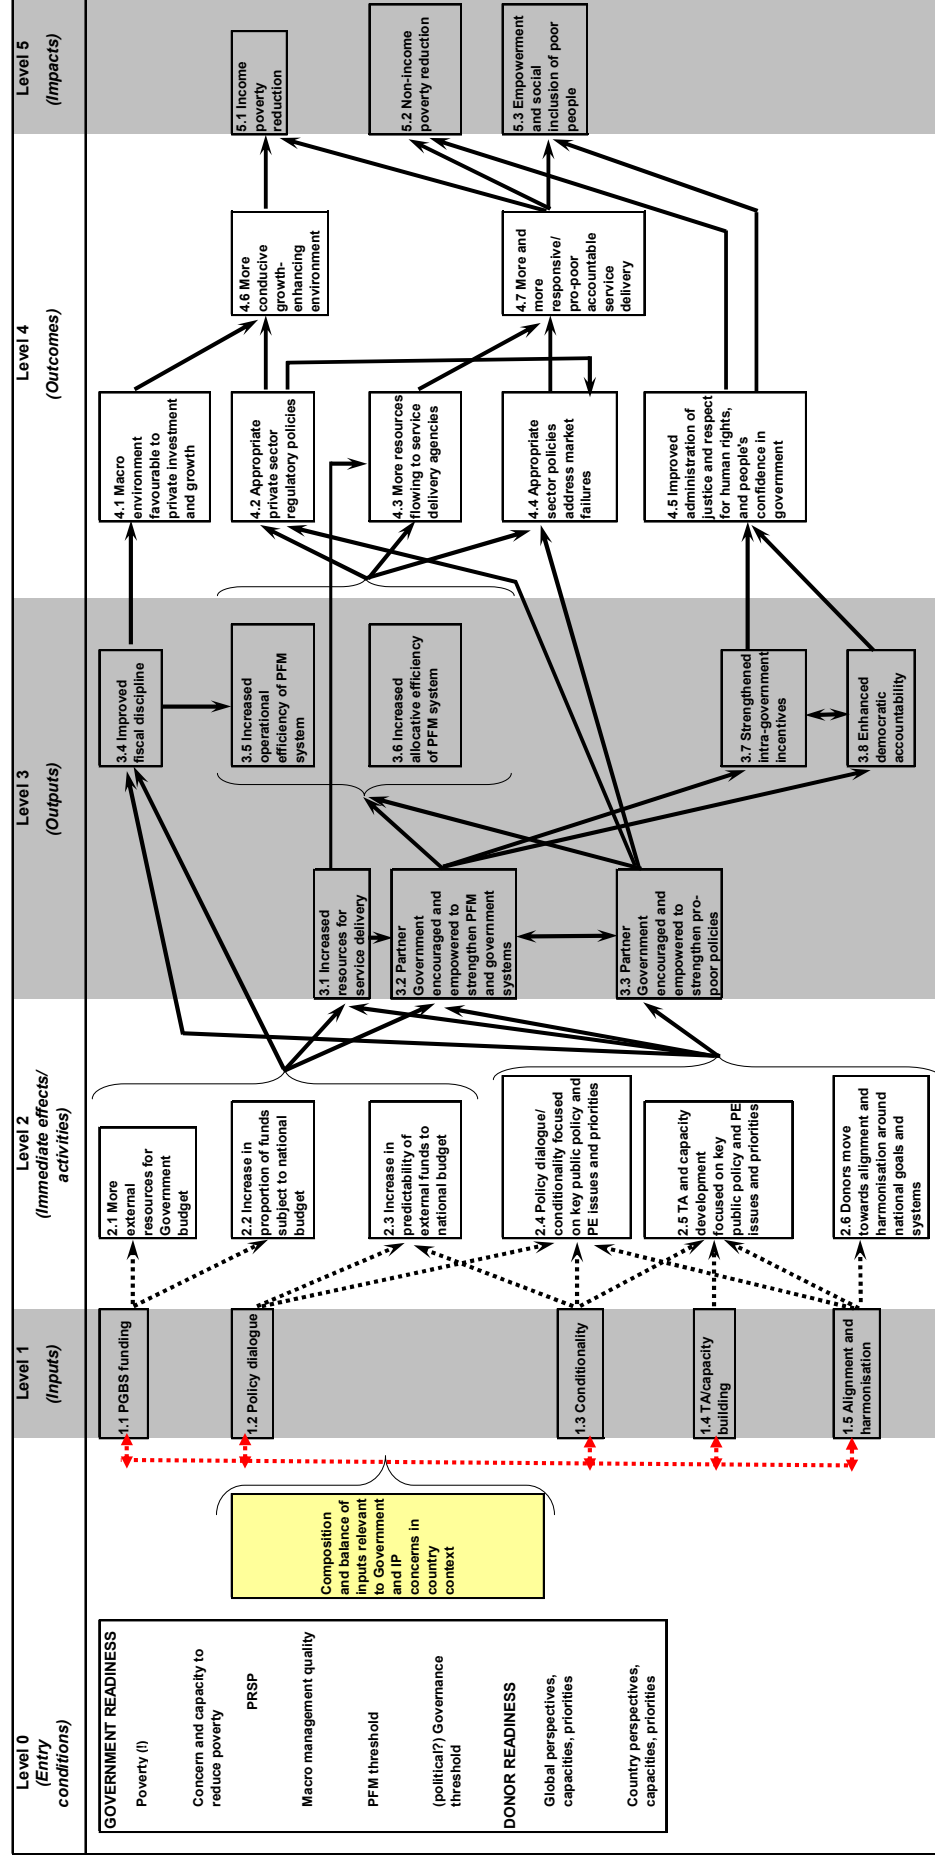 Level 0
(Entry
conditions)
Level 1
(Inputs)
Level 2
(Immediate effects/
activities)
Level 3
(Outputs)
Level 4
(Outcomes)
Level 5
(Impacts)
GOVERNMENT READINESS
Poverty (!)
Concern and capacity to
reduce poverty
PRSP
Macro management quality
PFM threshold
(political?) Governance
threshold
DONOR READINESS
Global perspectives,
capacities, priorities
Country perspectives,
capacities, priorities
Composition
and balance of
inputs relevant
to Government
and IP
concerns in
country
context
1.1 PGBS funding
1.2 Policy dialogue
1.3 Conditionality
1.4 TA/capacity
building
1.5 Alignment and
harmonisation
2.1 More
external
resources for
Government
budget
2.2 Increase in
proportion of funds
subject to national
budget
2.3 Increase in
predictability of
external funds to
national budget
2.4 Policy dialogue/
conditionality focused
on key public policy and
PE issues and priorities
2.5 TA and capacity
development
focused on key
public policy and PE
issues and priorities
2.6 Donors move
towards alignment and
harmonisation around
national goals and
systems
3.1 Increased
resources for
service delivery
3.2 Partner
Government
encouraged and
empowered to
strengthen PFM
and government
systems
3.3 Partner
Government
encouraged and
empowered to
strengthen pro-
poor policies
3.4 Improved
fiscal discipline
3.5 Increased
operational
efficiency of PFM
system
3.6 Increased
allocative efficiency
of PFM system
3.7 Strengthened
intra-government
incentives
3.8 Enhanced
democratic
accountability
4.1 Macro
environment
favourable to
private investment
and growth
4.2 Appropriate
private sector
regulatory policies
4.3 More resources
flowing to service
delivery agencies
4.4 Appropriate
sector policies
address market
failures
4.5 Improved
administration of
justice and respect
for human rights,
and people's
confidence in
government
4.6 More
conducive
growth-
enhancing
environment
4.7 More and
more
responsive/
pro-poor
accountable
service
delivery
5.1 Income
poverty
reduction
5.2 Non-income
poverty reduction
5.3 Empowerment
and social
inclusion of poor
people